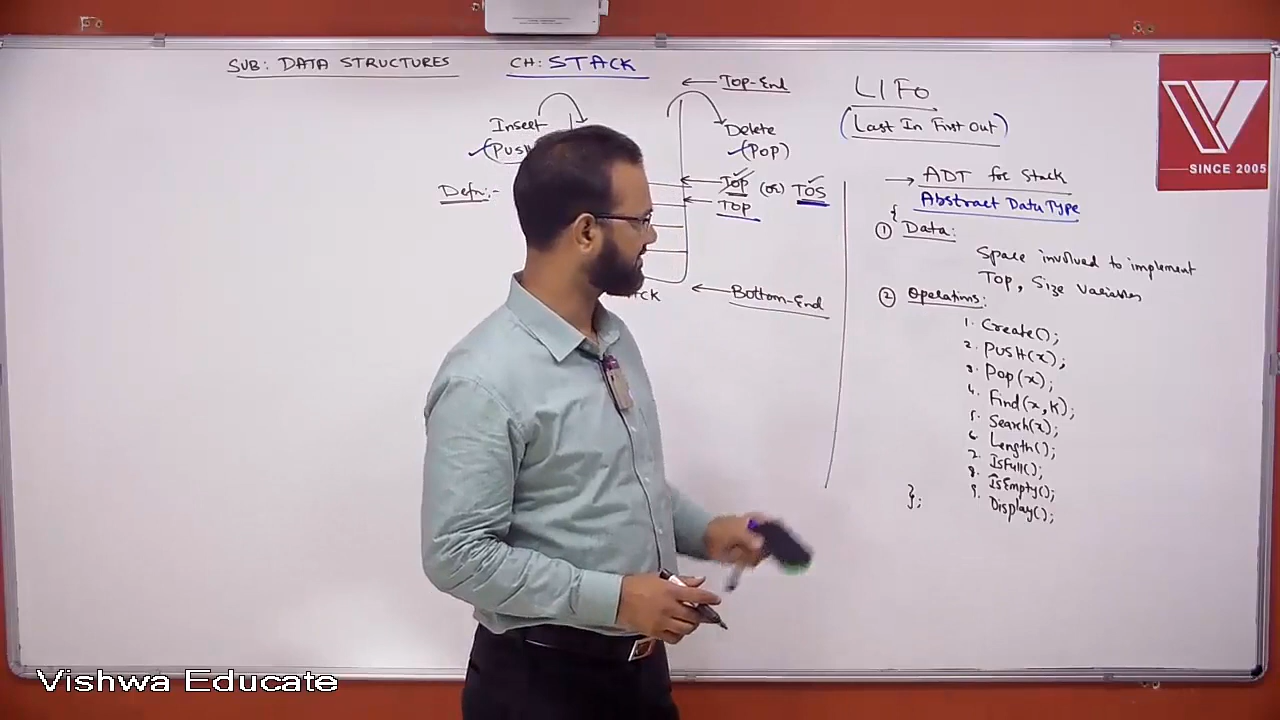 SUB: DATA STRUCTURES
CH: STACK
Top-End
Insert
(PUSH
Delete
(POP)
Defn:-
Top (or) TOS
Top
Bottom-End
LIFO
(Last In First Out)
ADT for Stack
Abstract Data Type
{
① Data:
Space involved to implement
Top, Size Variables
② Operations:
1. Create();
2. PUSH(x);
3. Pop(x);
4. Find(x,K);
5. Search(x);
6. Length();
7. IsFull();
8. IsEmpty();
9. Display();
};
SINCE 2005
Vishwa Educate